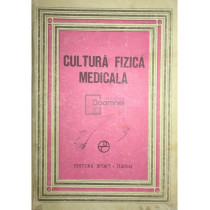 CULTURĂ FIZICĂ
MEDICALĂ
EDITURA SPORT - TURISM